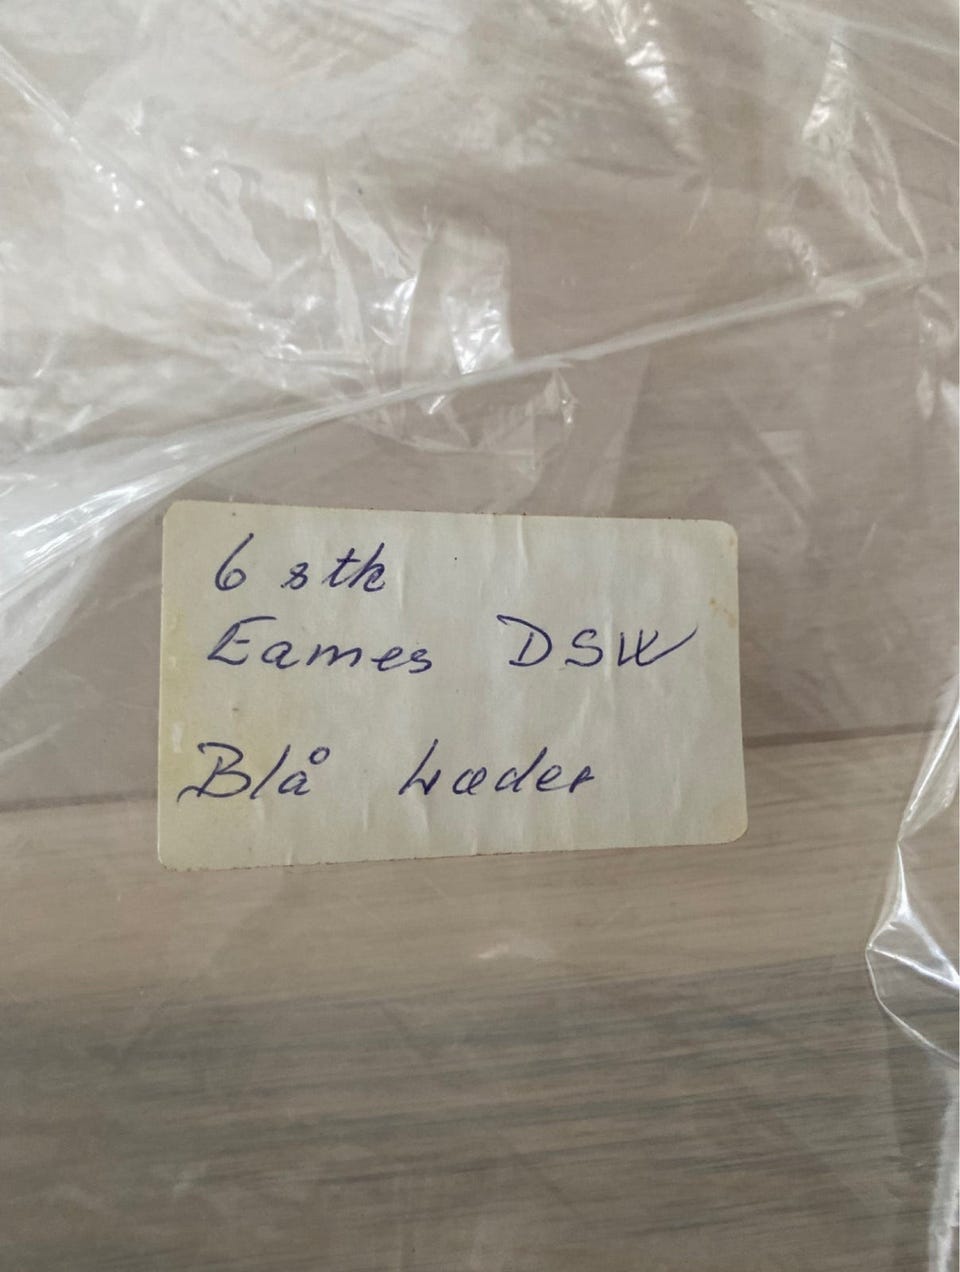 6 stk
Eames DSW
Blå Læder